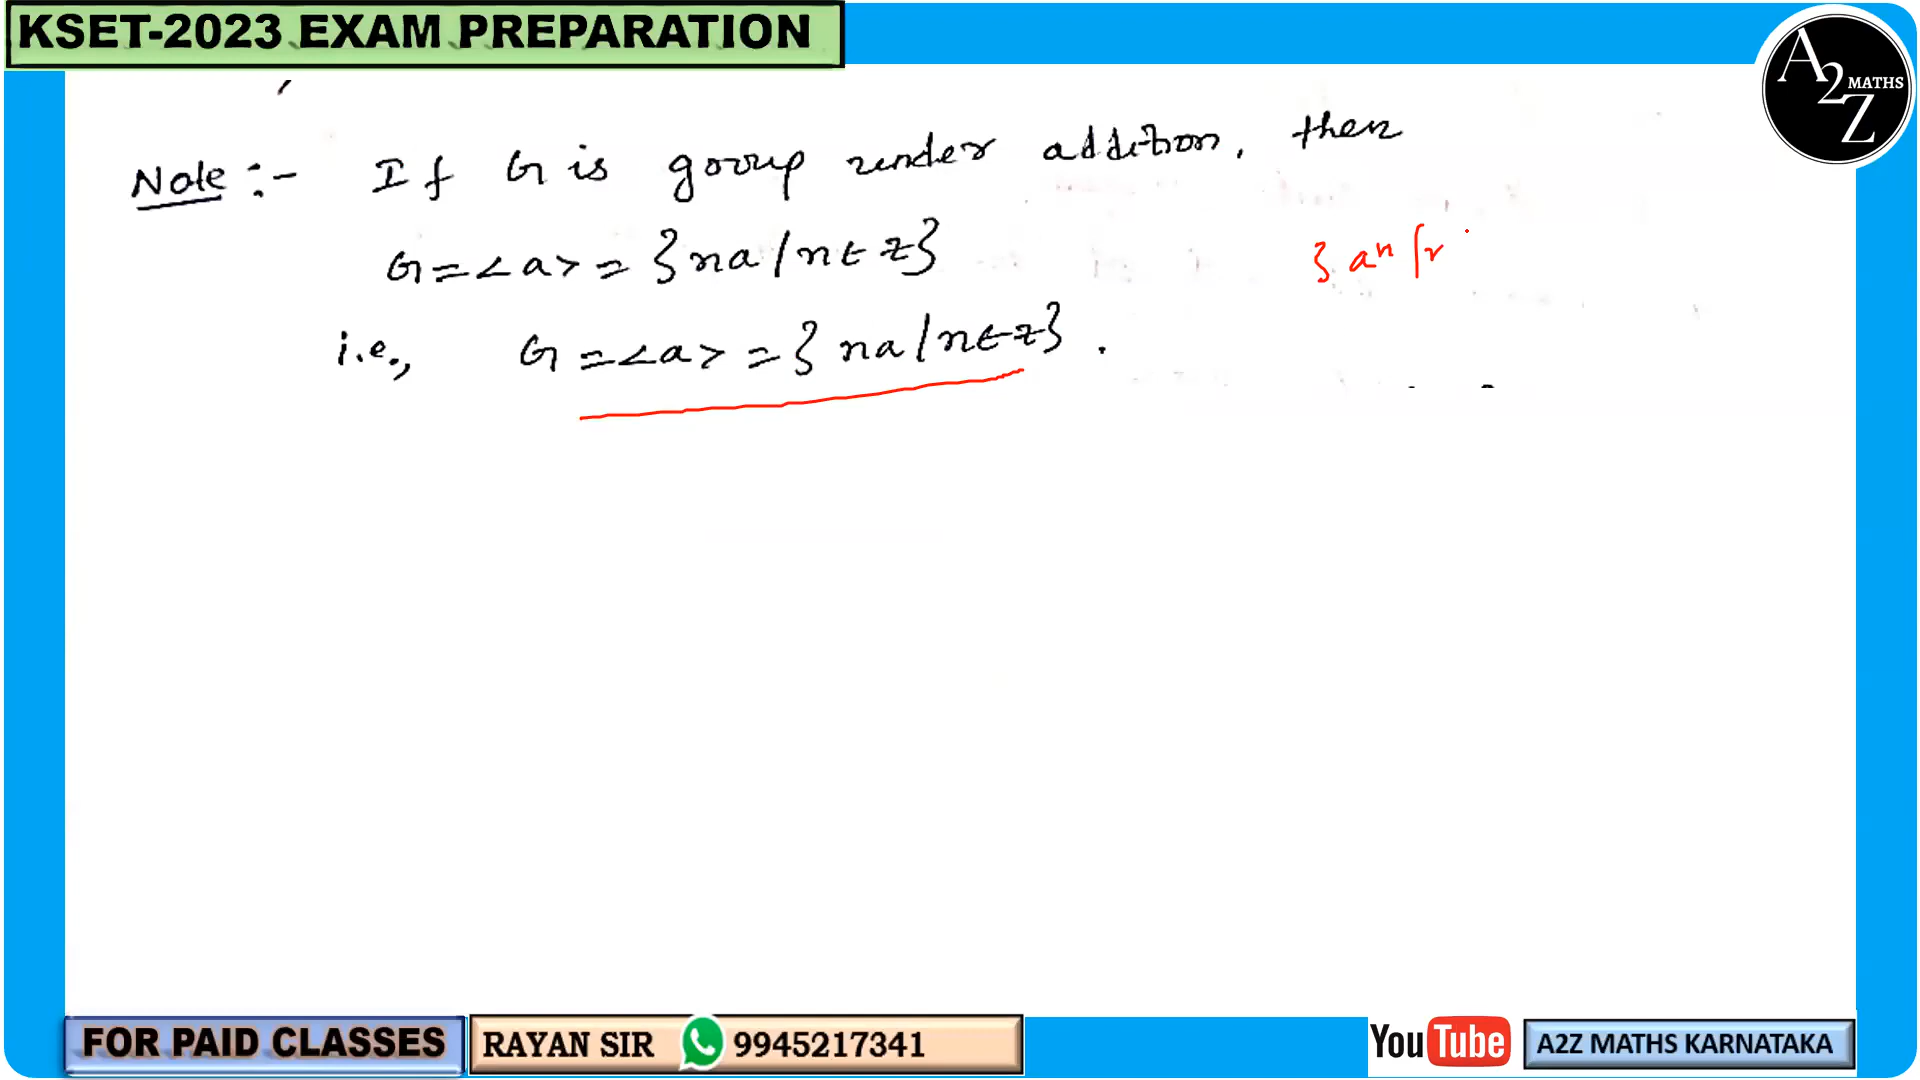 KSET-2023 EXAM PREPARATION
A2Z MATHS
Note :- If G is group under addition, then
G = <a> = {na / n ∈ z}
{ aⁿ / n
i.e., G = <a> = { na / n ∈ z} .
FOR PAID CLASSES RAYAN SIR 9945217341 YouTube A2Z MATHS KARNATAKA